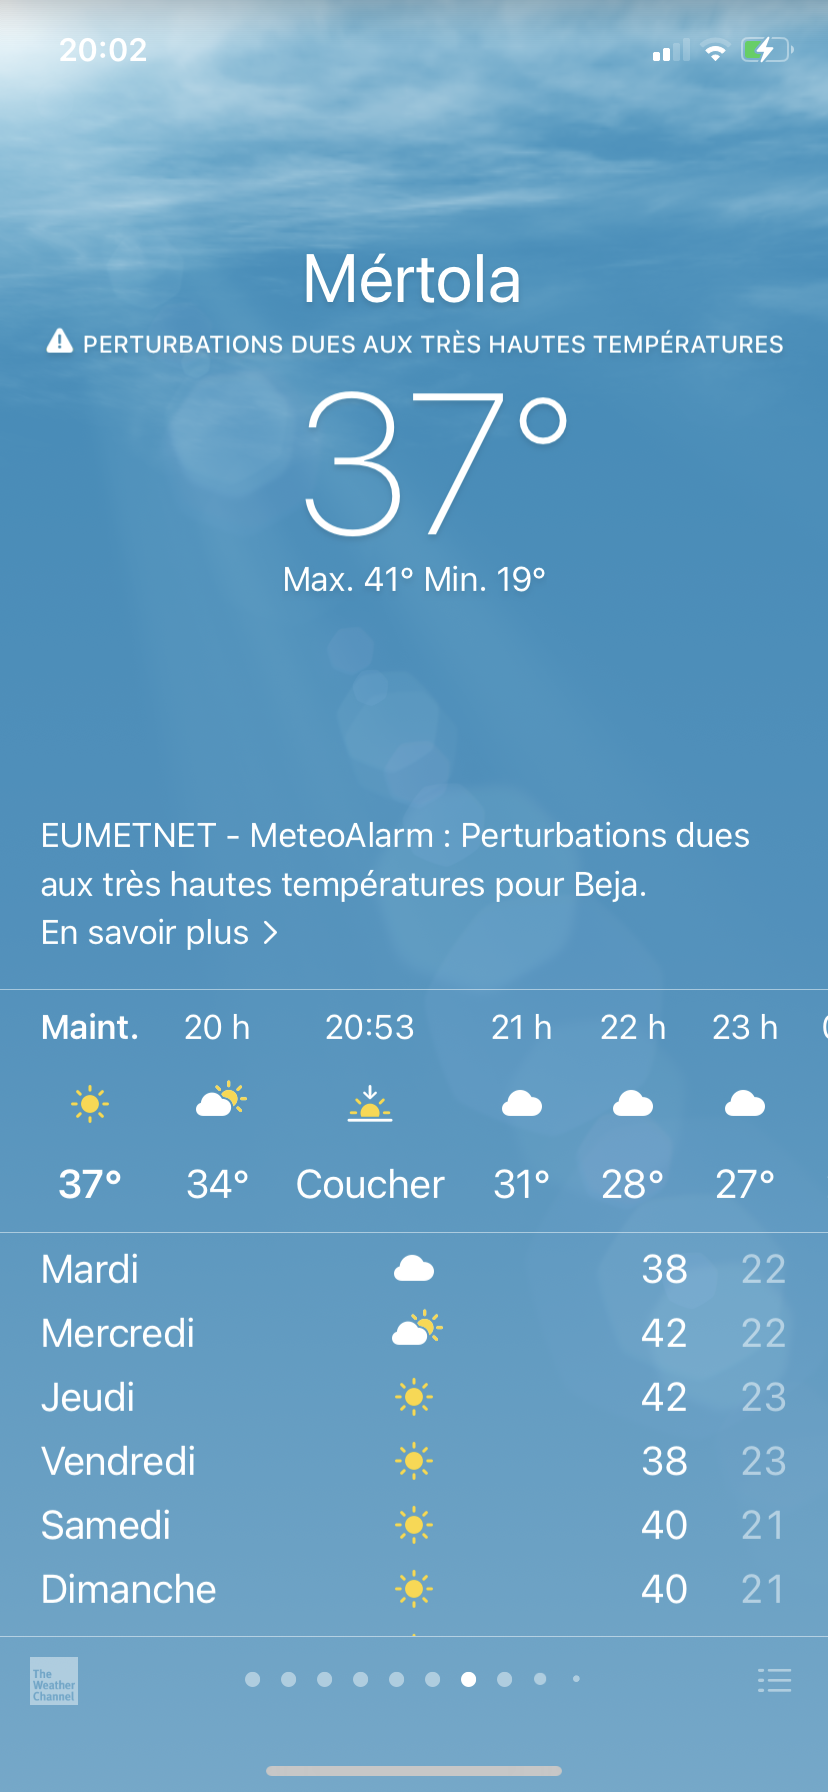 20:02
Mértola
PERTURBATIONS DUES AUX TRÈS HAUTES TEMPÉRATURES
37°
Max. 41° Min. 19°
EUMETNET - MeteoAlarm : Perturbations dues
aux très hautes températures pour Beja.
En savoir plus >
Maint. 20 h 20:53 21 h 22 h 23 h
37° 34° Coucher 31° 28° 27°
Mardi 38 22
Mercredi 42 22
Jeudi 42 23
Vendredi 38 23
Samedi 40 21
Dimanche 40 21
The
Weather
Channel